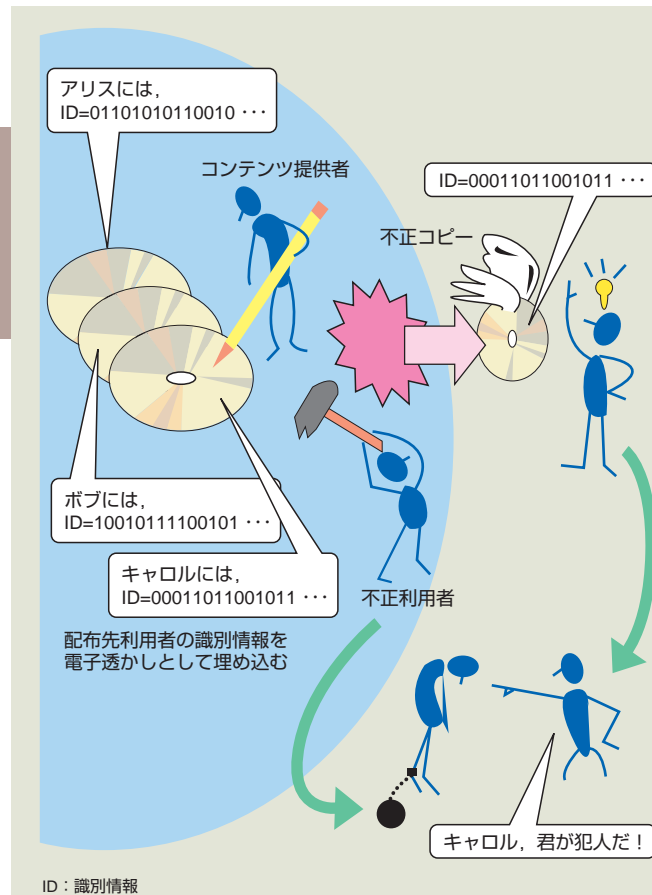 アリスには，
ID=01101010110010 ･･･
コンテンツ提供者
ID=00011011001011 ･･･
不正コピー
ボブには，
ID=10010111100101 ･･･
キャロルには，
ID=00011011001011 ･･･
不正利用者
配布先利用者の識別情報を
電子透かしとして埋め込む
キャロル，君が犯人だ！
ID：識別情報